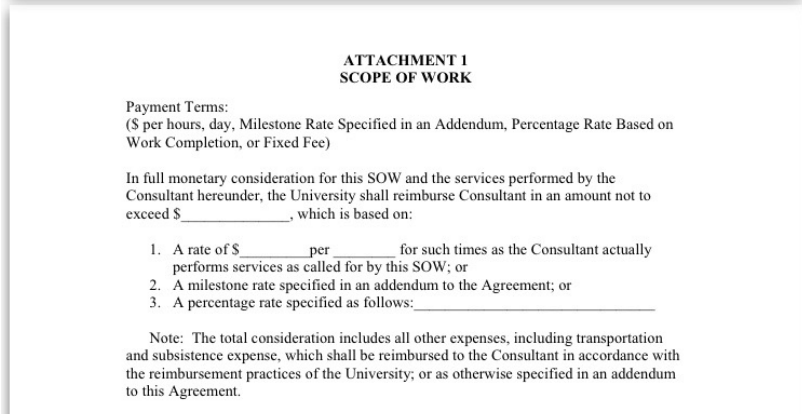 ATTACHMENT 1
SCOPE OF WORK
Payment Terms:
($ per hours, day, Milestone Rate Specified in an Addendum, Percentage Rate Based on
Work Completion, or Fixed Fee)
In full monetary consideration for this SOW and the services performed by the
Consultant hereunder, the University shall reimburse Consultant in an amount not to
exceed $______________, which is based on:
1. A rate of $_________per ________ for such times as the Consultant actually
performs services as called for by this SOW; or
2. A milestone rate specified in an addendum to the Agreement; or
3. A percentage rate specified as follows:_______________________________
Note: The total consideration includes all other expenses, including transportation
and subsistence expense, which shall be reimbursed to the Consultant in accordance with
the reimbursement practices of the University; or as otherwise specified in an addendum
to this Agreement.